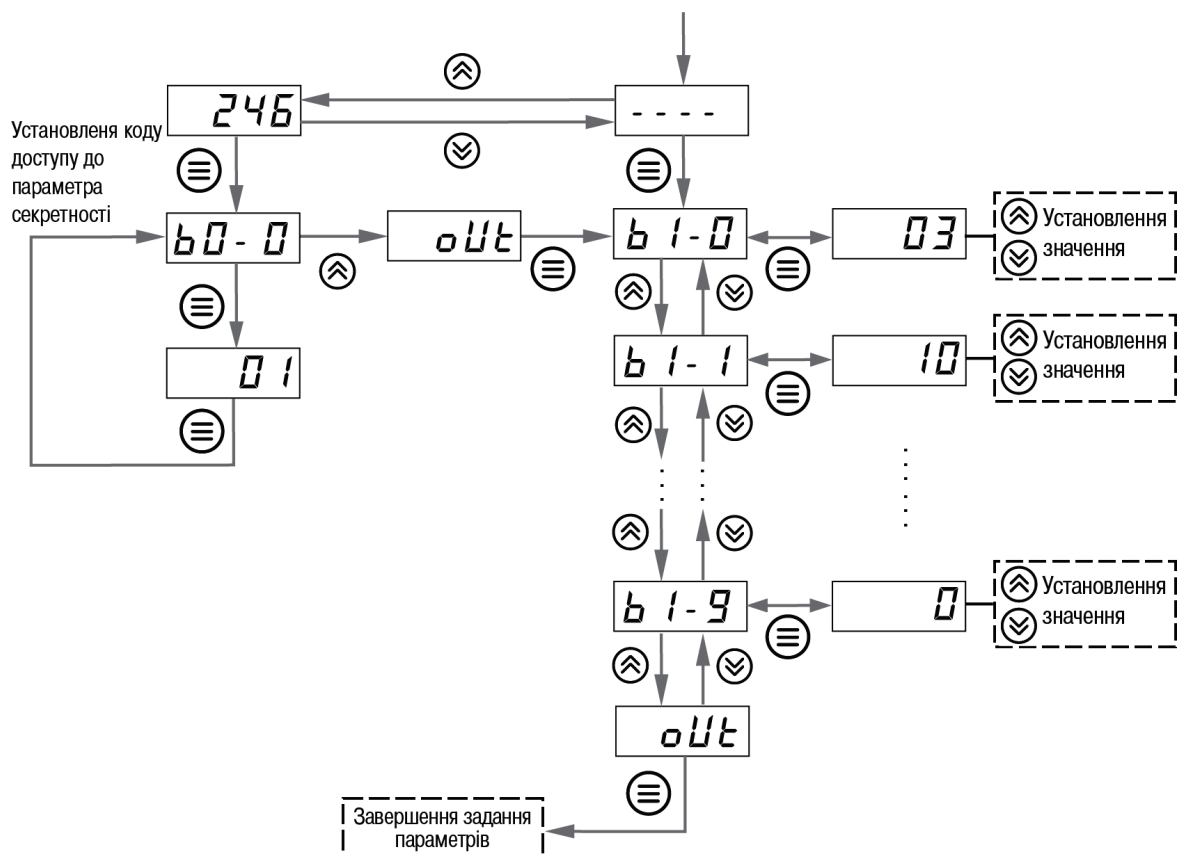 246
- - - -
Установленя коду
доступу до
параметра
секретності
b0-0
oUt
b1-0
03
Установлення
значення
01
b1-1
10
Установлення
значення
b1-9
0
Установлення
значення
oUt
Завершення задання
параметрів